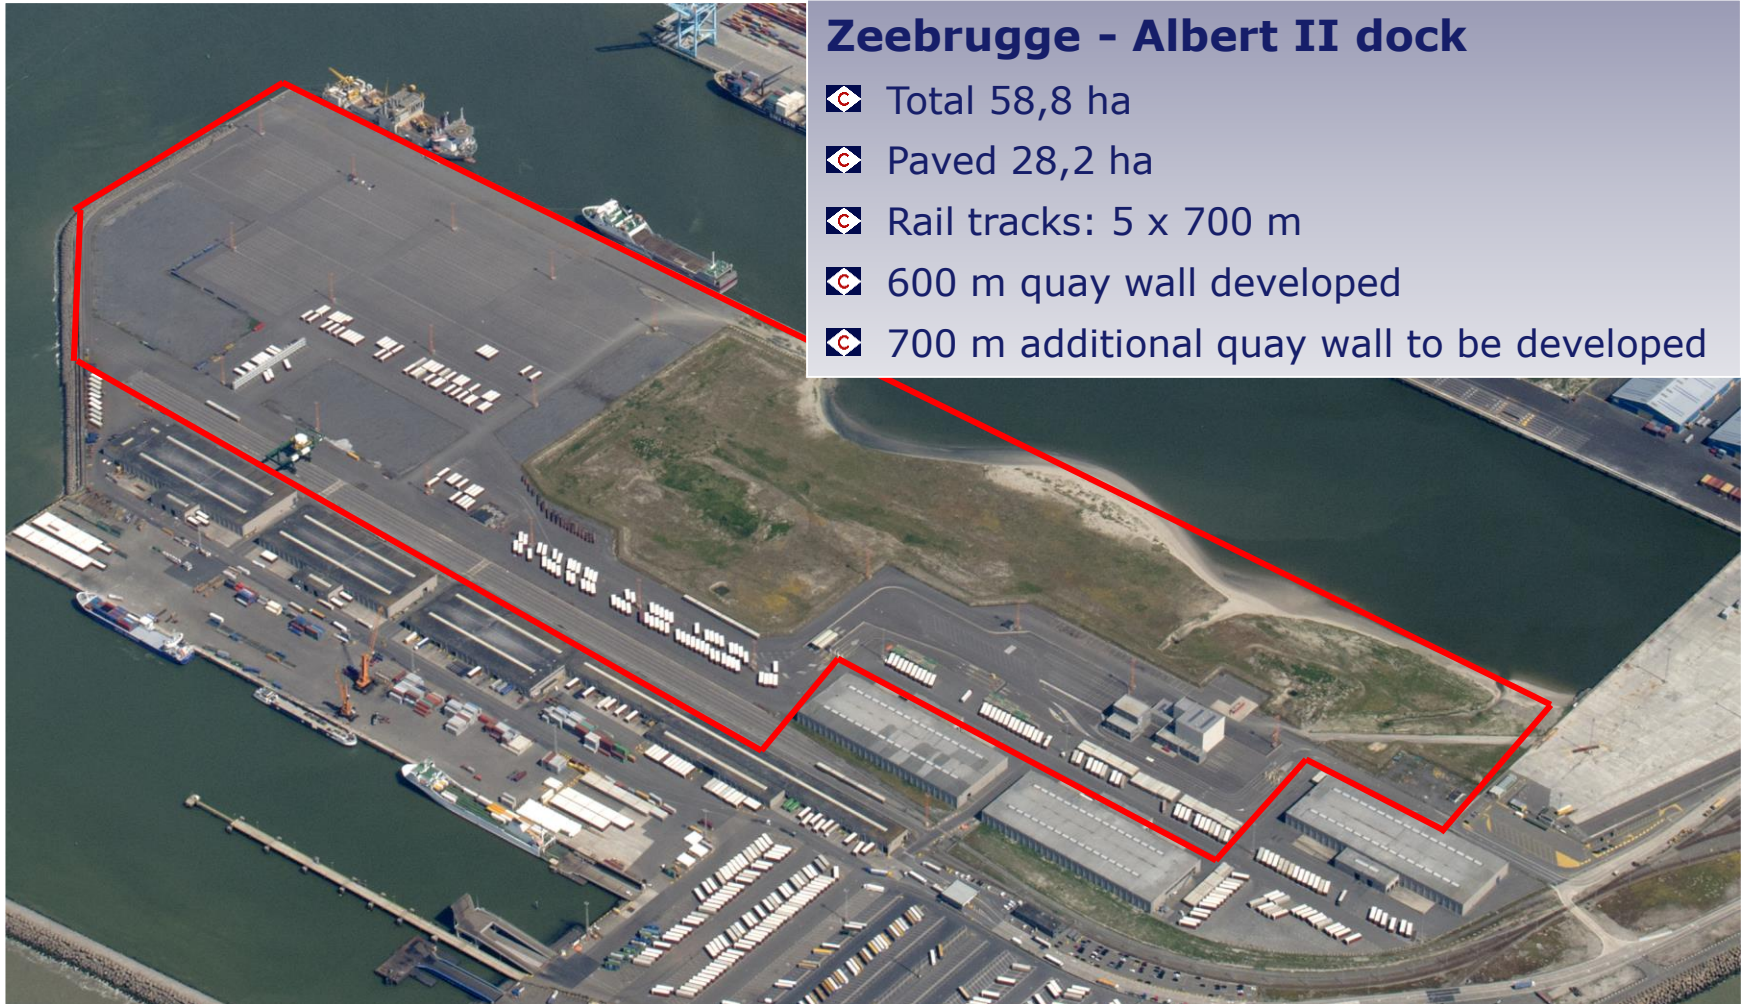 Zeebrugge - Albert II dock
C Total 58,8 ha
C Paved 28,2 ha
C Rail tracks: 5 x 700 m
C 600 m quay wall developed
C 700 m additional quay wall to be developed